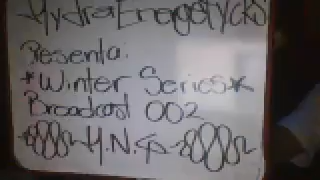 HydraEnergetycks
Presenta.
*Winter Series*
Broadcast 002
H.N.G